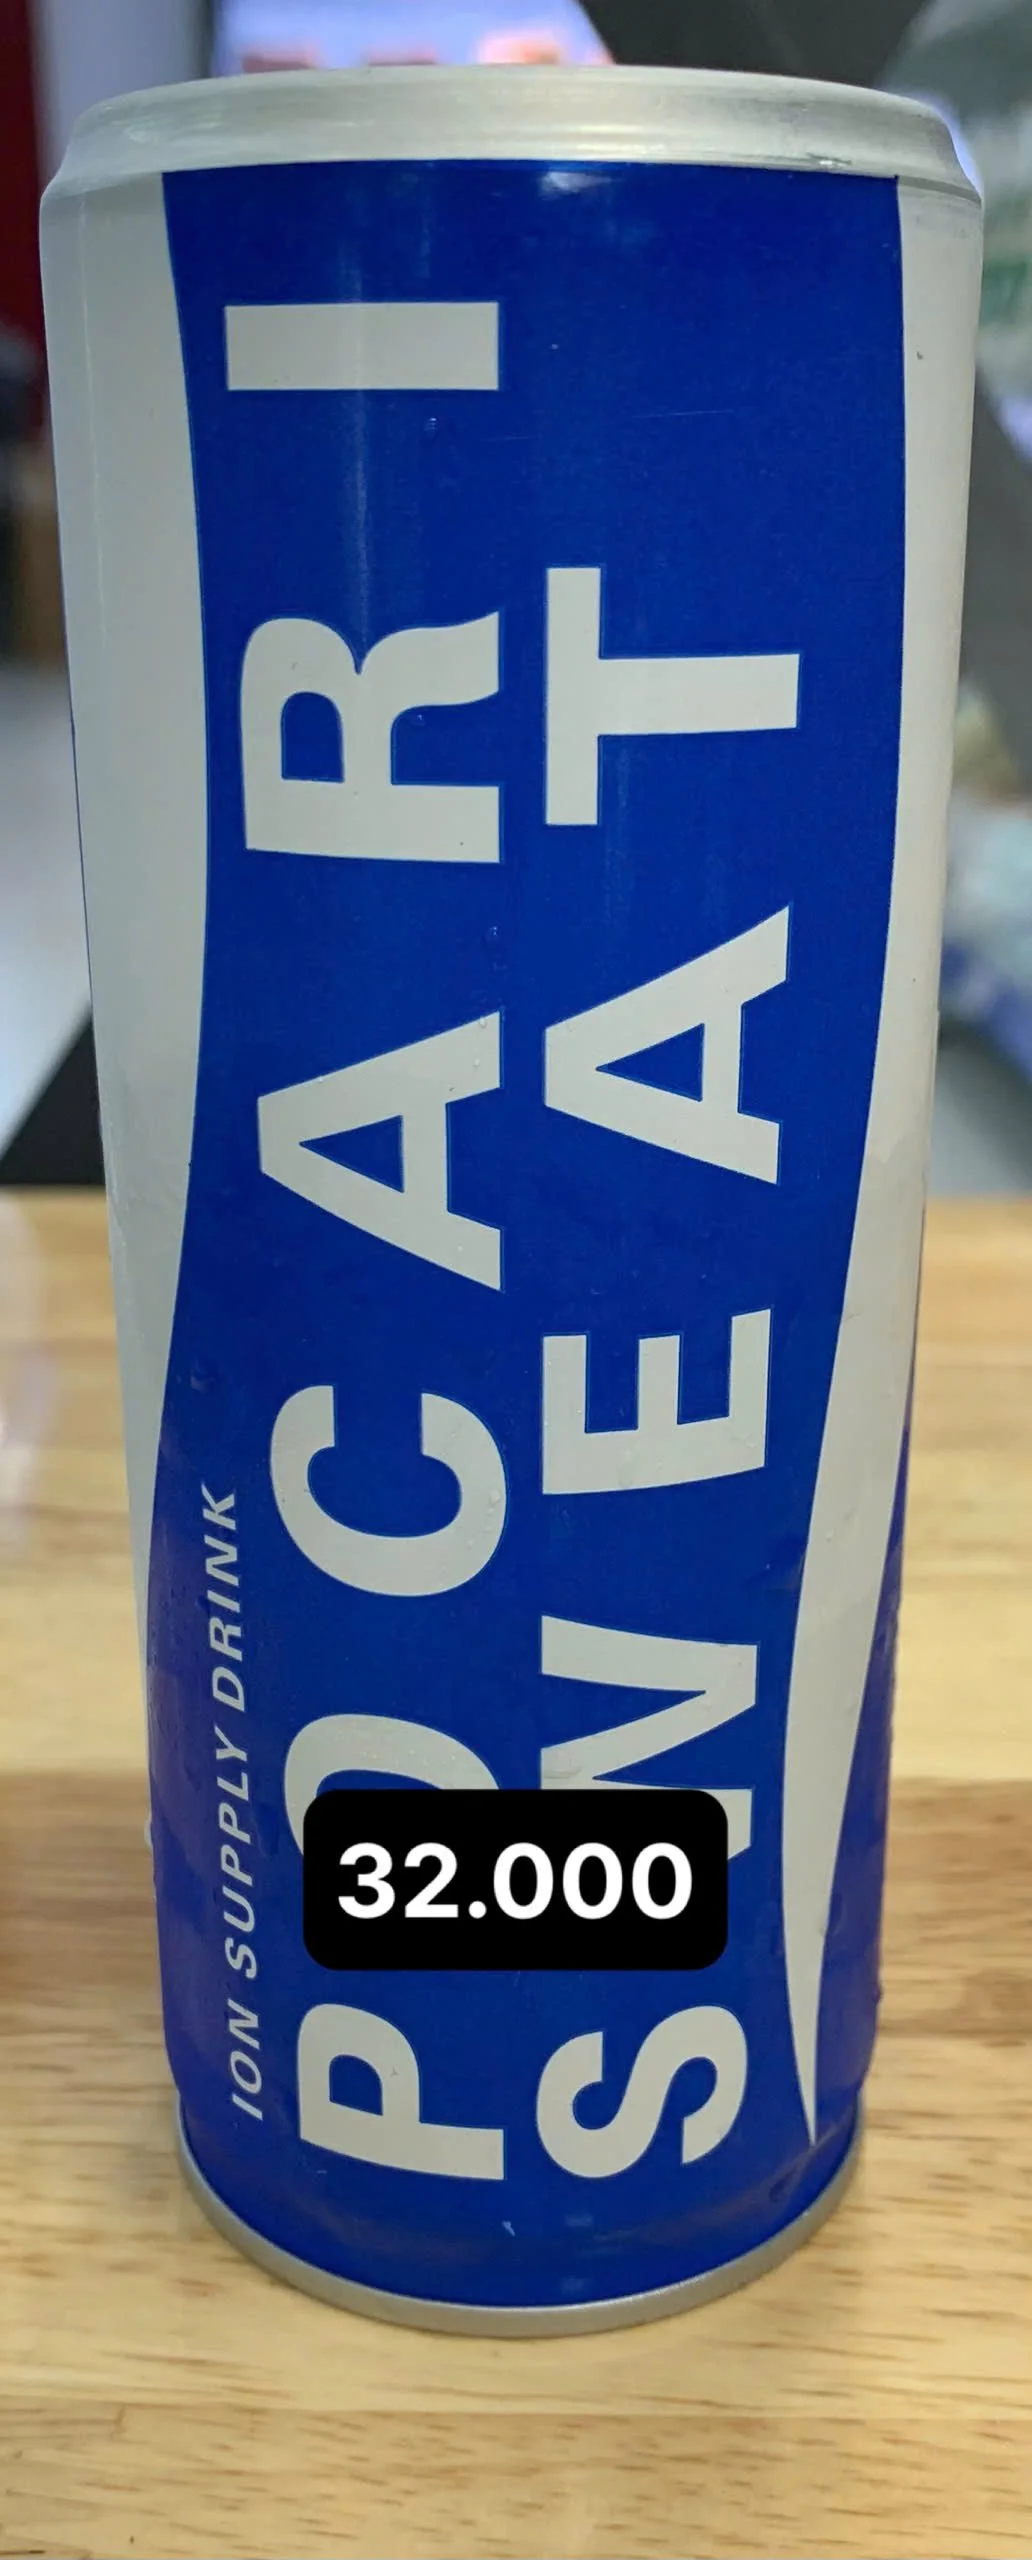 ION SUPPLY DRINK
POCARI
SWEAT
32.000